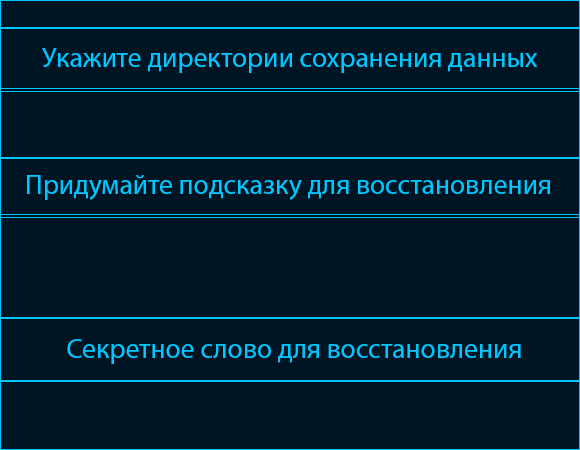 Укажите директории сохранения данных
Придумайте подсказку для восстановления
Секретное слово для восстановления